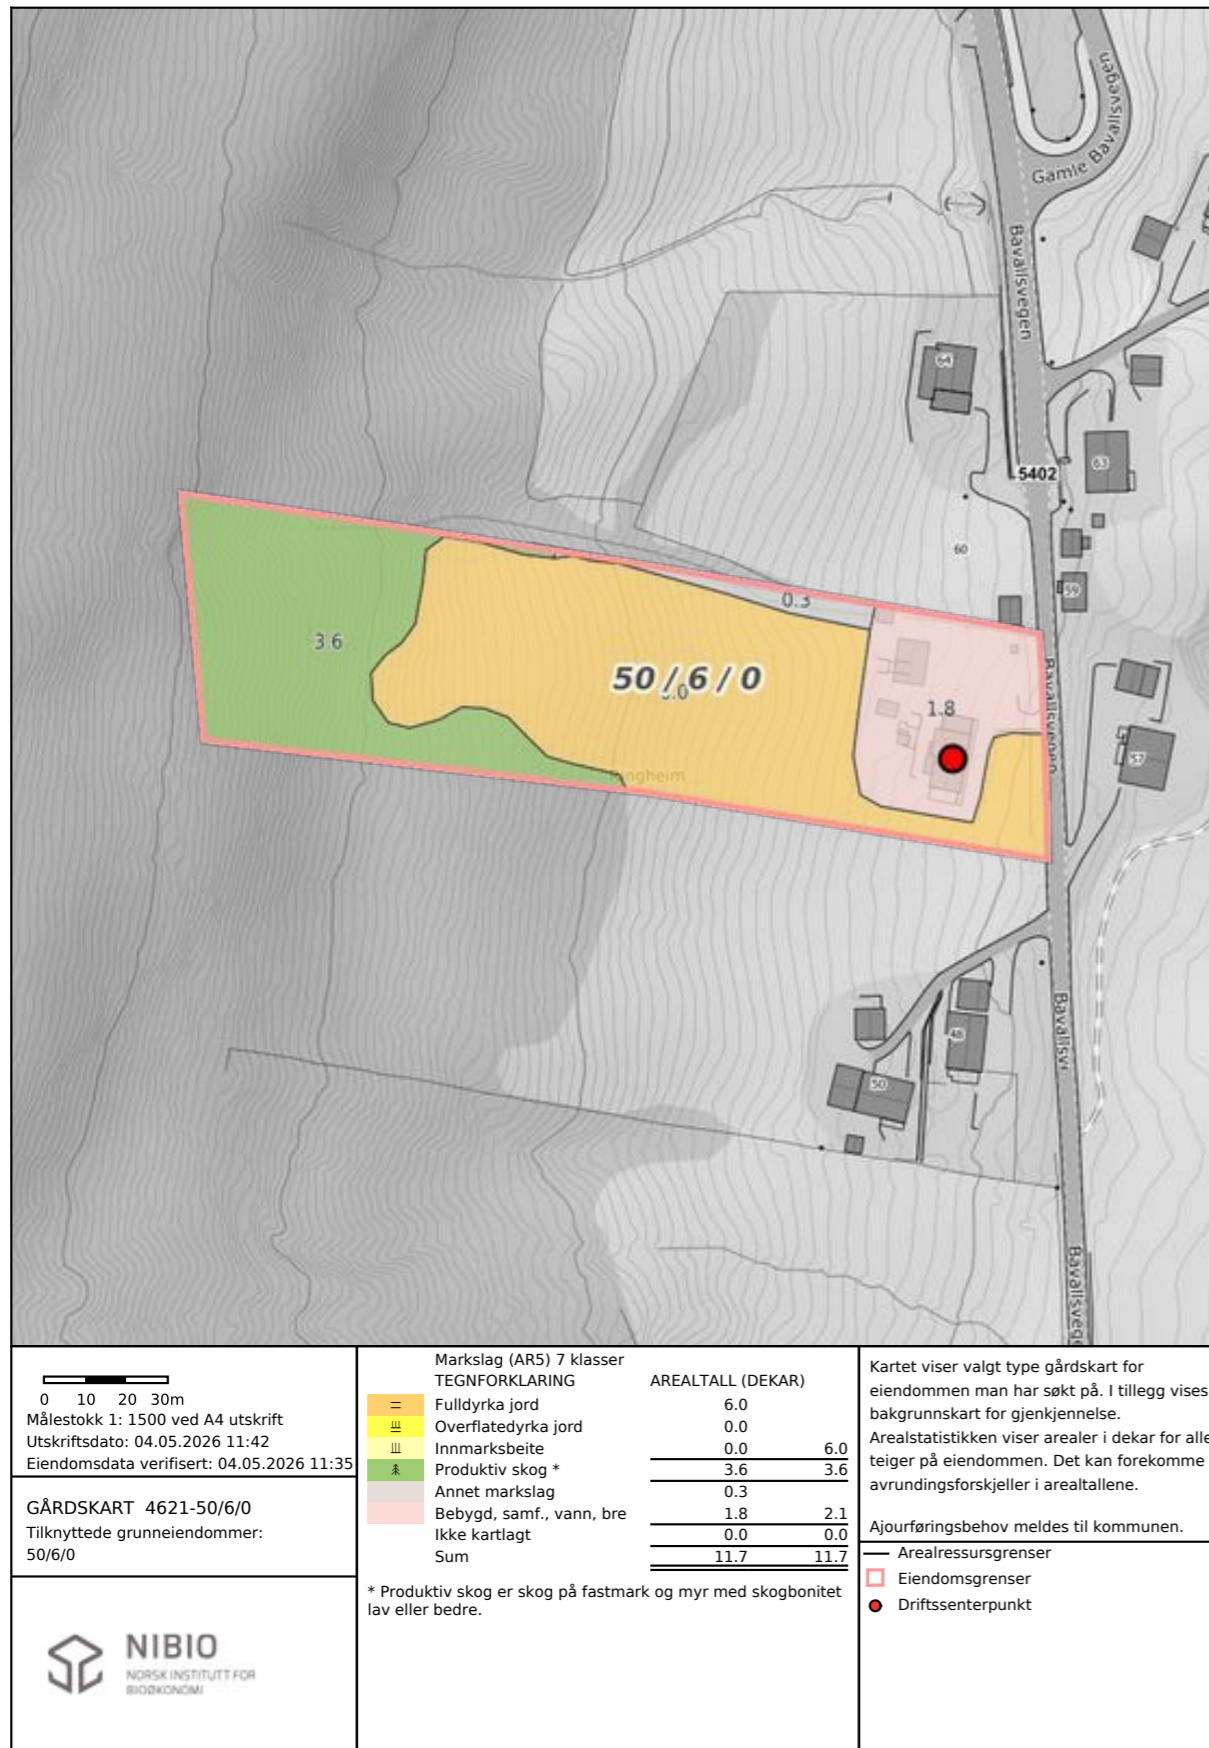 Gamle Bavallsvegen
Bavallsvegen
64
63
5402
60
59
0.3
3.6
50 / 6 / 0
1.8
Bavallsvegen
57
48
Bavallsv
50
Bavallsvege
0 10 20 30m
Målestokk 1: 1500 ved A4 utskrift
Utskriftsdato: 04.05.2026 11:42
Eiendomsdata verifisert: 04.05.2026 11:35
GÅRDSKART 4621-50/6/0
Tilknyttede grunneiendommer:
50/6/0
NIBIO
NORSK INSTITUTT FOR
BIOØKONOMI
Markslag (AR5) 7 klasser
TEGNFORKLARING AREALTALL (DEKAR)
Fulldyrka jord 6.0
Overflatedyrka jord 0.0
Innmarksbeite 0.0 6.0
Produktiv skog * 3.6 3.6
Annet markslag 0.3
Bebygd, samf., vann, bre 1.8 2.1
Ikke kartlagt 0.0 0.0
Sum 11.7 11.7
* Produktiv skog er skog på fastmark og myr med skogbonitet
lav eller bedre.
Kartet viser valgt type gårdskart for
eiendommen man har søkt på. I tillegg vises
bakgrunnskart for gjenkjennelse.
Arealstatistikken viser arealer i dekar for alle
teiger på eiendommen. Det kan forekomme
avrundingsforskjeller i arealtallene.
Ajourføringsbehov meldes til kommunen.
Arealressursgrenser
Eiendomsgrenser
Driftssenterpunkt